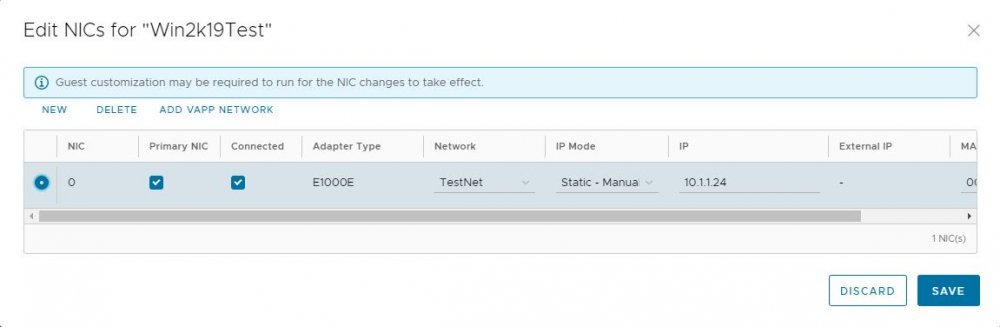 Edit NICs for "Win2k19Test"
Guest customization may be required to run for the NIC changes to take effect.
NEW DELETE ADD VAPP NETWORK
NIC Primary NIC Connected Adapter Type Network IP Mode IP External IP MA
0 E1000E TestNet Static - Manua 10.1.1.24 - 00
1 NIC(s)
DISCARD SAVE